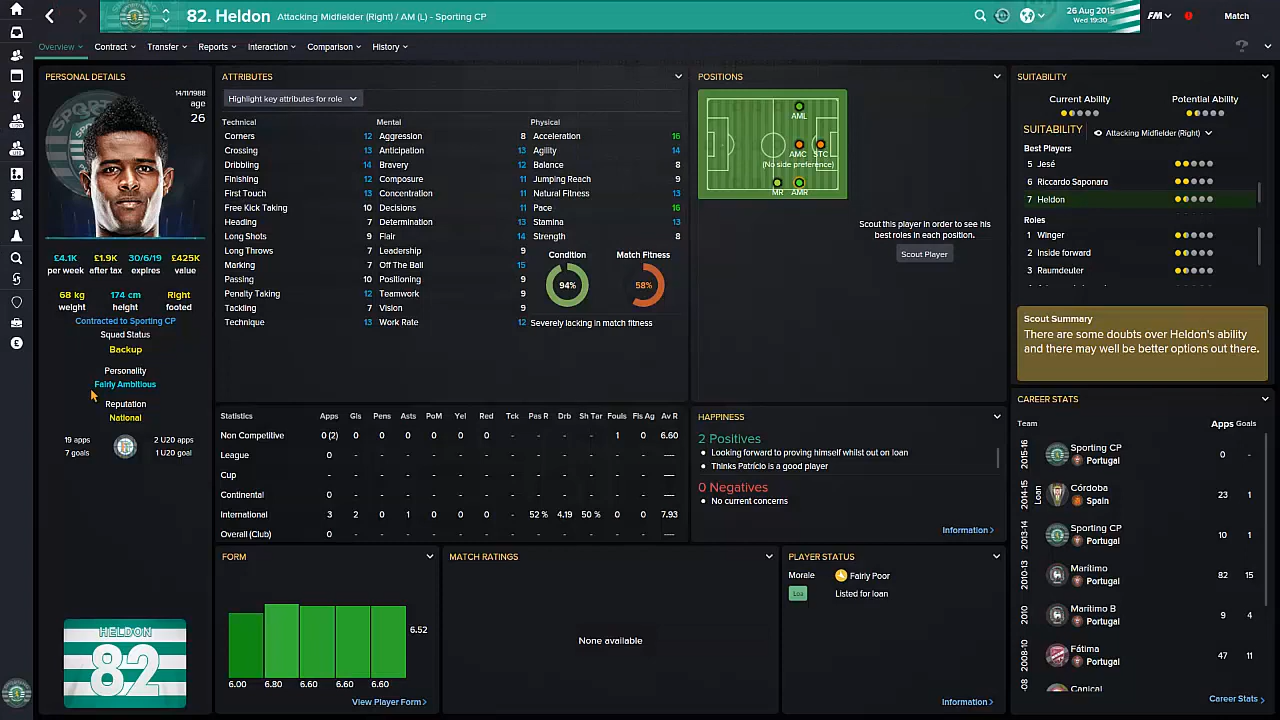 82. Heldon
Attacking Midfielder (Right) / AM (L) - Sporting CP
26 Aug 2015
Wed 19:30
FM
Match
Overview
Contract
Transfer
Reports
Interaction
Comparison
History
PERSONAL DETAILS
14/11/1988
age
26
£4.1K £1.9K 30/6/19 £425K
per week after tax expires value
68 kg 174 cm Right
weight height footed
Contracted to Sporting CP
Squad Status
Backup
Personality
Fairly Ambitious
Reputation
National
19 apps 2 U20 apps
7 goals 1 U20 goal
HELDON
82
ATTRIBUTES
Highlight key attributes for role
Technical Mental Physical
Corners 12 Aggression 8 Acceleration 16
Crossing 13 Anticipation 13 Agility 14
Dribbling 14 Bravery 12 Balance 8
Finishing 12 Composure 11 Jumping Reach 9
First Touch 13 Concentration 11 Natural Fitness 13
Free Kick Taking 10 Decisions 11 Pace 16
Heading 7 Determination 13 Stamina 13
Long Shots 9 Flair 14 Strength 8
Long Throws 7 Leadership 9
Marking 7 Off The Ball 15
Passing 10 Positioning 9
Penalty Taking 12 Teamwork 9
Tackling 7 Vision 9
Technique 13 Work Rate 12
Condition Match Fitness
94% 58%
Severely lacking in match fitness
POSITIONS
AML
AMC STC
(No side preference)
MR AMR
Scout this player in order to see his
best roles in each position.
Scout Player
SUITABILITY
Current Ability Potential Ability
SUITABILITY Attacking Midfielder (Right)
Best Players
5 Jesé
6 Riccardo Saponara
7 Heldon
Roles
1 Winger
2 Inside forward
3 Raumdeuter
Scout Summary
There are some doubts over Heldon's ability
and there may well be better options out there.
Statistics Apps Gls Pens Asts PoM Yel Red Tck Pas R Drb Sh Tar Fouls Fls Ag Av R
Non Competitive 0 (2) 0 0 0 0 0 0 - - - - 1 - 6.60
League 0 - - - - - - - - - - - - ----
Cup - - - - - - - - - - - - - ----
Continental 0 - - - - - - - - - - - - ----
International 3 2 0 1 0 0 0 - 52 % 4.19 50 % 0 0 7.93
Overall (Club) 0 - - - - - - - - - - - - ----
HAPPINESS
2 Positives
• Looking forward to proving himself whilst out on loan
• Thinks Patrício is a good player
0 Negatives
• No current concerns
Information >
CAREER STATS
Team Apps Goals
2015-16 Sporting CP 0 -
Portugal
2014-15 Loan Córdoba 23 1
Spain
2013-14 Sporting CP 10 1
Portugal
2010-13 Marítimo 82 15
Portugal
2010 Marítimo B 9 4
Portugal
2008-10 Fátima 47 11
Portugal
-08 Caniçal
Career Stats >
FORM
6.52
6.00 6.80 6.60 6.60 6.60
View Player Form >
MATCH RATINGS
None available
PLAYER STATUS
Morale Fairly Poor
Loa Listed for loan
Information >